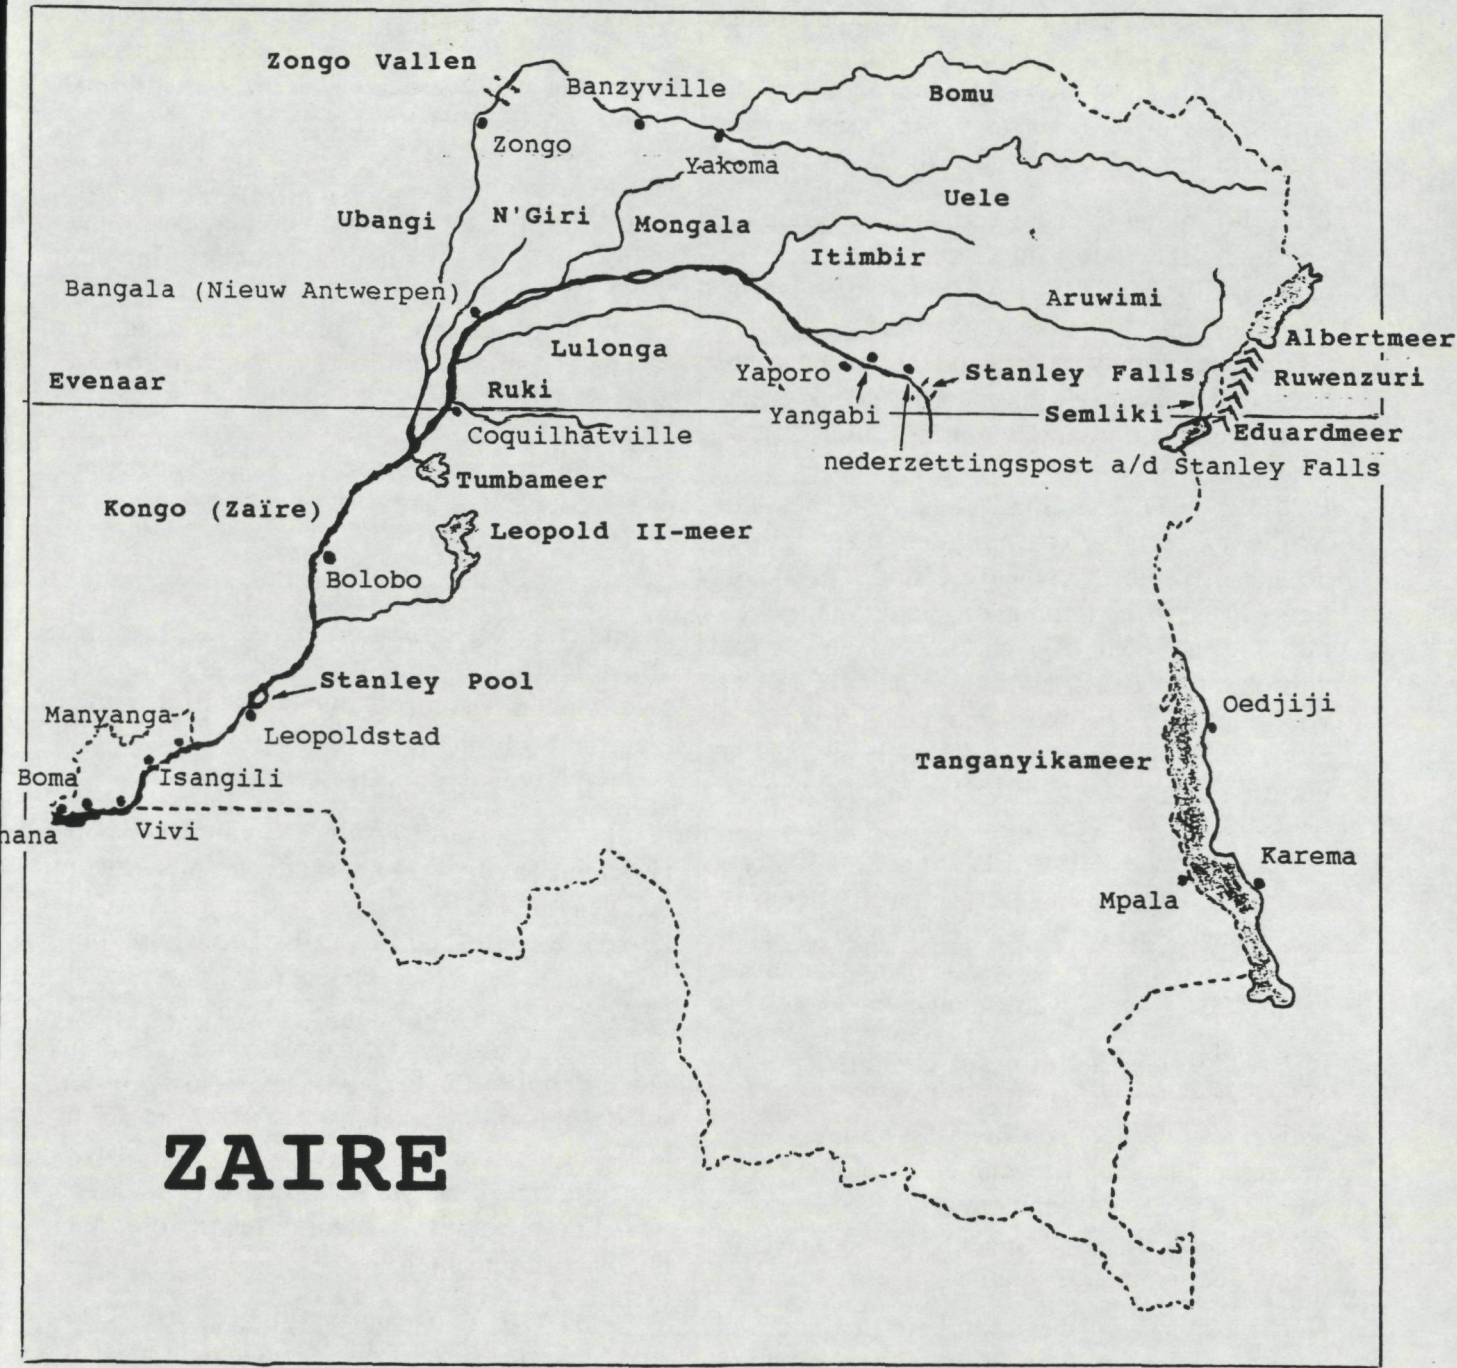 Zongo Vallen
Banzyville
Bomu
Zongo
Yakoma
Uele
Ubangi
N'Giri
Mongala
Itimbir
Bangala (Nieuw Antwerpen)
Aruwimi
Lulonga
Albertmeer
Evenaar
Ruki
Yaporo
Stanley Falls
Ruwenzuri
Yangabi
Semliki
Coquilhatville
Eduardmeer
nederzettingspost a/d Stanley Falls
Tumbameer
Kongo (Zaïre)
Leopold II-meer
Bolobo
Stanley Pool
Manyanga
Oedjiji
Leopoldstad
Tanganyikameer
Boma
Isangili
nana
Vivi
Karema
Mpala
ZAIRE